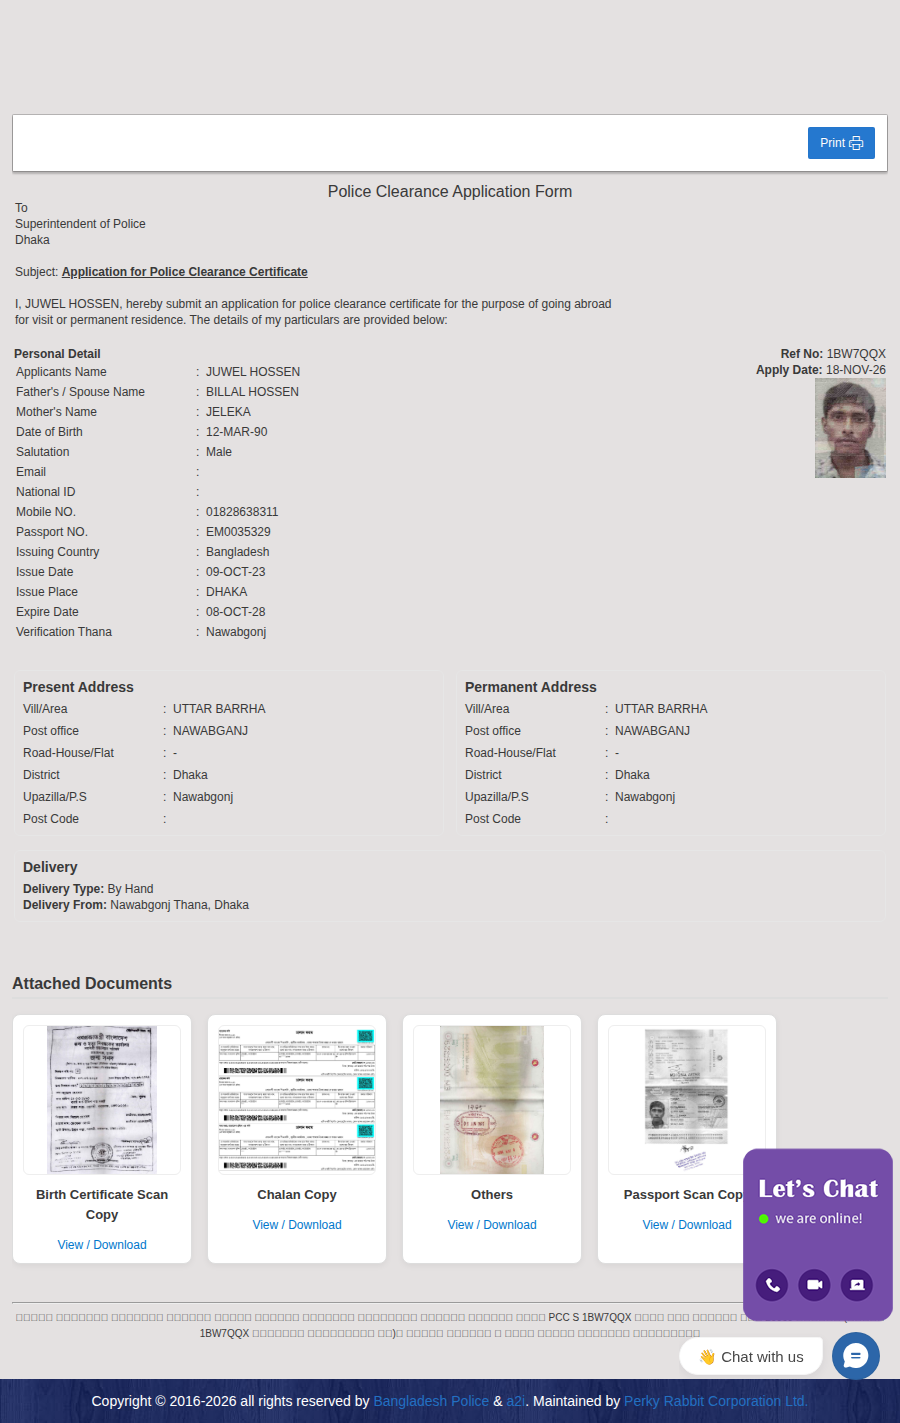 Print
Police Clearance Application Form
To
Superintendent of Police
Dhaka
Subject: Application for Police Clearance Certificate
I, JUWEL HOSSEN, hereby submit an application for police clearance certificate for the purpose of going abroad
for visit or permanent residence. The details of my particulars are provided below:
Personal Detail
Ref No: 1BW7QQX
Apply Date: 18-NOV-26
Applicants Name : JUWEL HOSSEN
Father's / Spouse Name : BILLAL HOSSEN
Mother's Name : JELEKA
Date of Birth : 12-MAR-90
Salutation : Male
Email :
National ID :
Mobile NO. : 01828638311
Passport NO. : EM0035329
Issuing Country : Bangladesh
Issue Date : 09-OCT-23
Issue Place : DHAKA
Expire Date : 08-OCT-28
Verification Thana : Nawabgonj
Present Address
Vill/Area : UTTAR BARRHA
Post office : NAWABGANJ
Road-House/Flat : -
District : Dhaka
Upazilla/P.S : Nawabgonj
Post Code :
Permanent Address
Vill/Area : UTTAR BARRHA
Post office : NAWABGANJ
Road-House/Flat : -
District : Dhaka
Upazilla/P.S : Nawabgonj
Post Code :
Delivery
Delivery Type: By Hand
Delivery From: Nawabgonj Thana, Dhaka
Attached Documents
Birth Certificate Scan
Copy
View / Download
Chalan Copy
View / Download
Others
View / Download
Passport Scan Cop
View / Download
Let's Chat
we are online!
PCC S 1BW7QQX
1BW7QQX
👋 Chat with us
Copyright © 2016-2026 all rights reserved by Bangladesh Police & a2i. Maintained by Perky Rabbit Corporation Ltd.